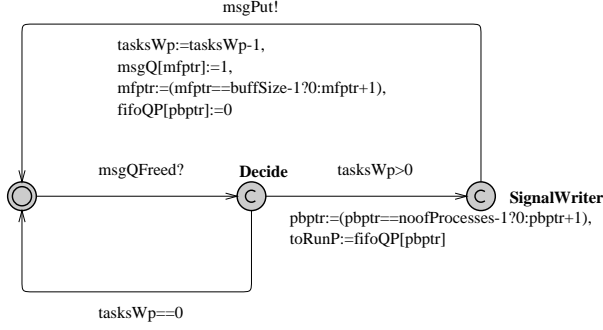 msgPut!
tasksWp:=tasksWp-1,
msgQ[mfptr]:=1,
mfptr:=(mfptr==buffSize-1?0:mfptr+1),
fifoQP[pbptr]:=0
msgQFreed?
Decide
tasksWp>0
C
C
SignalWriter
pbptr:=(pbptr==noofProcesses-1?0:pbptr+1),
toRunP:=fifoQP[pbptr]
tasksWp==0